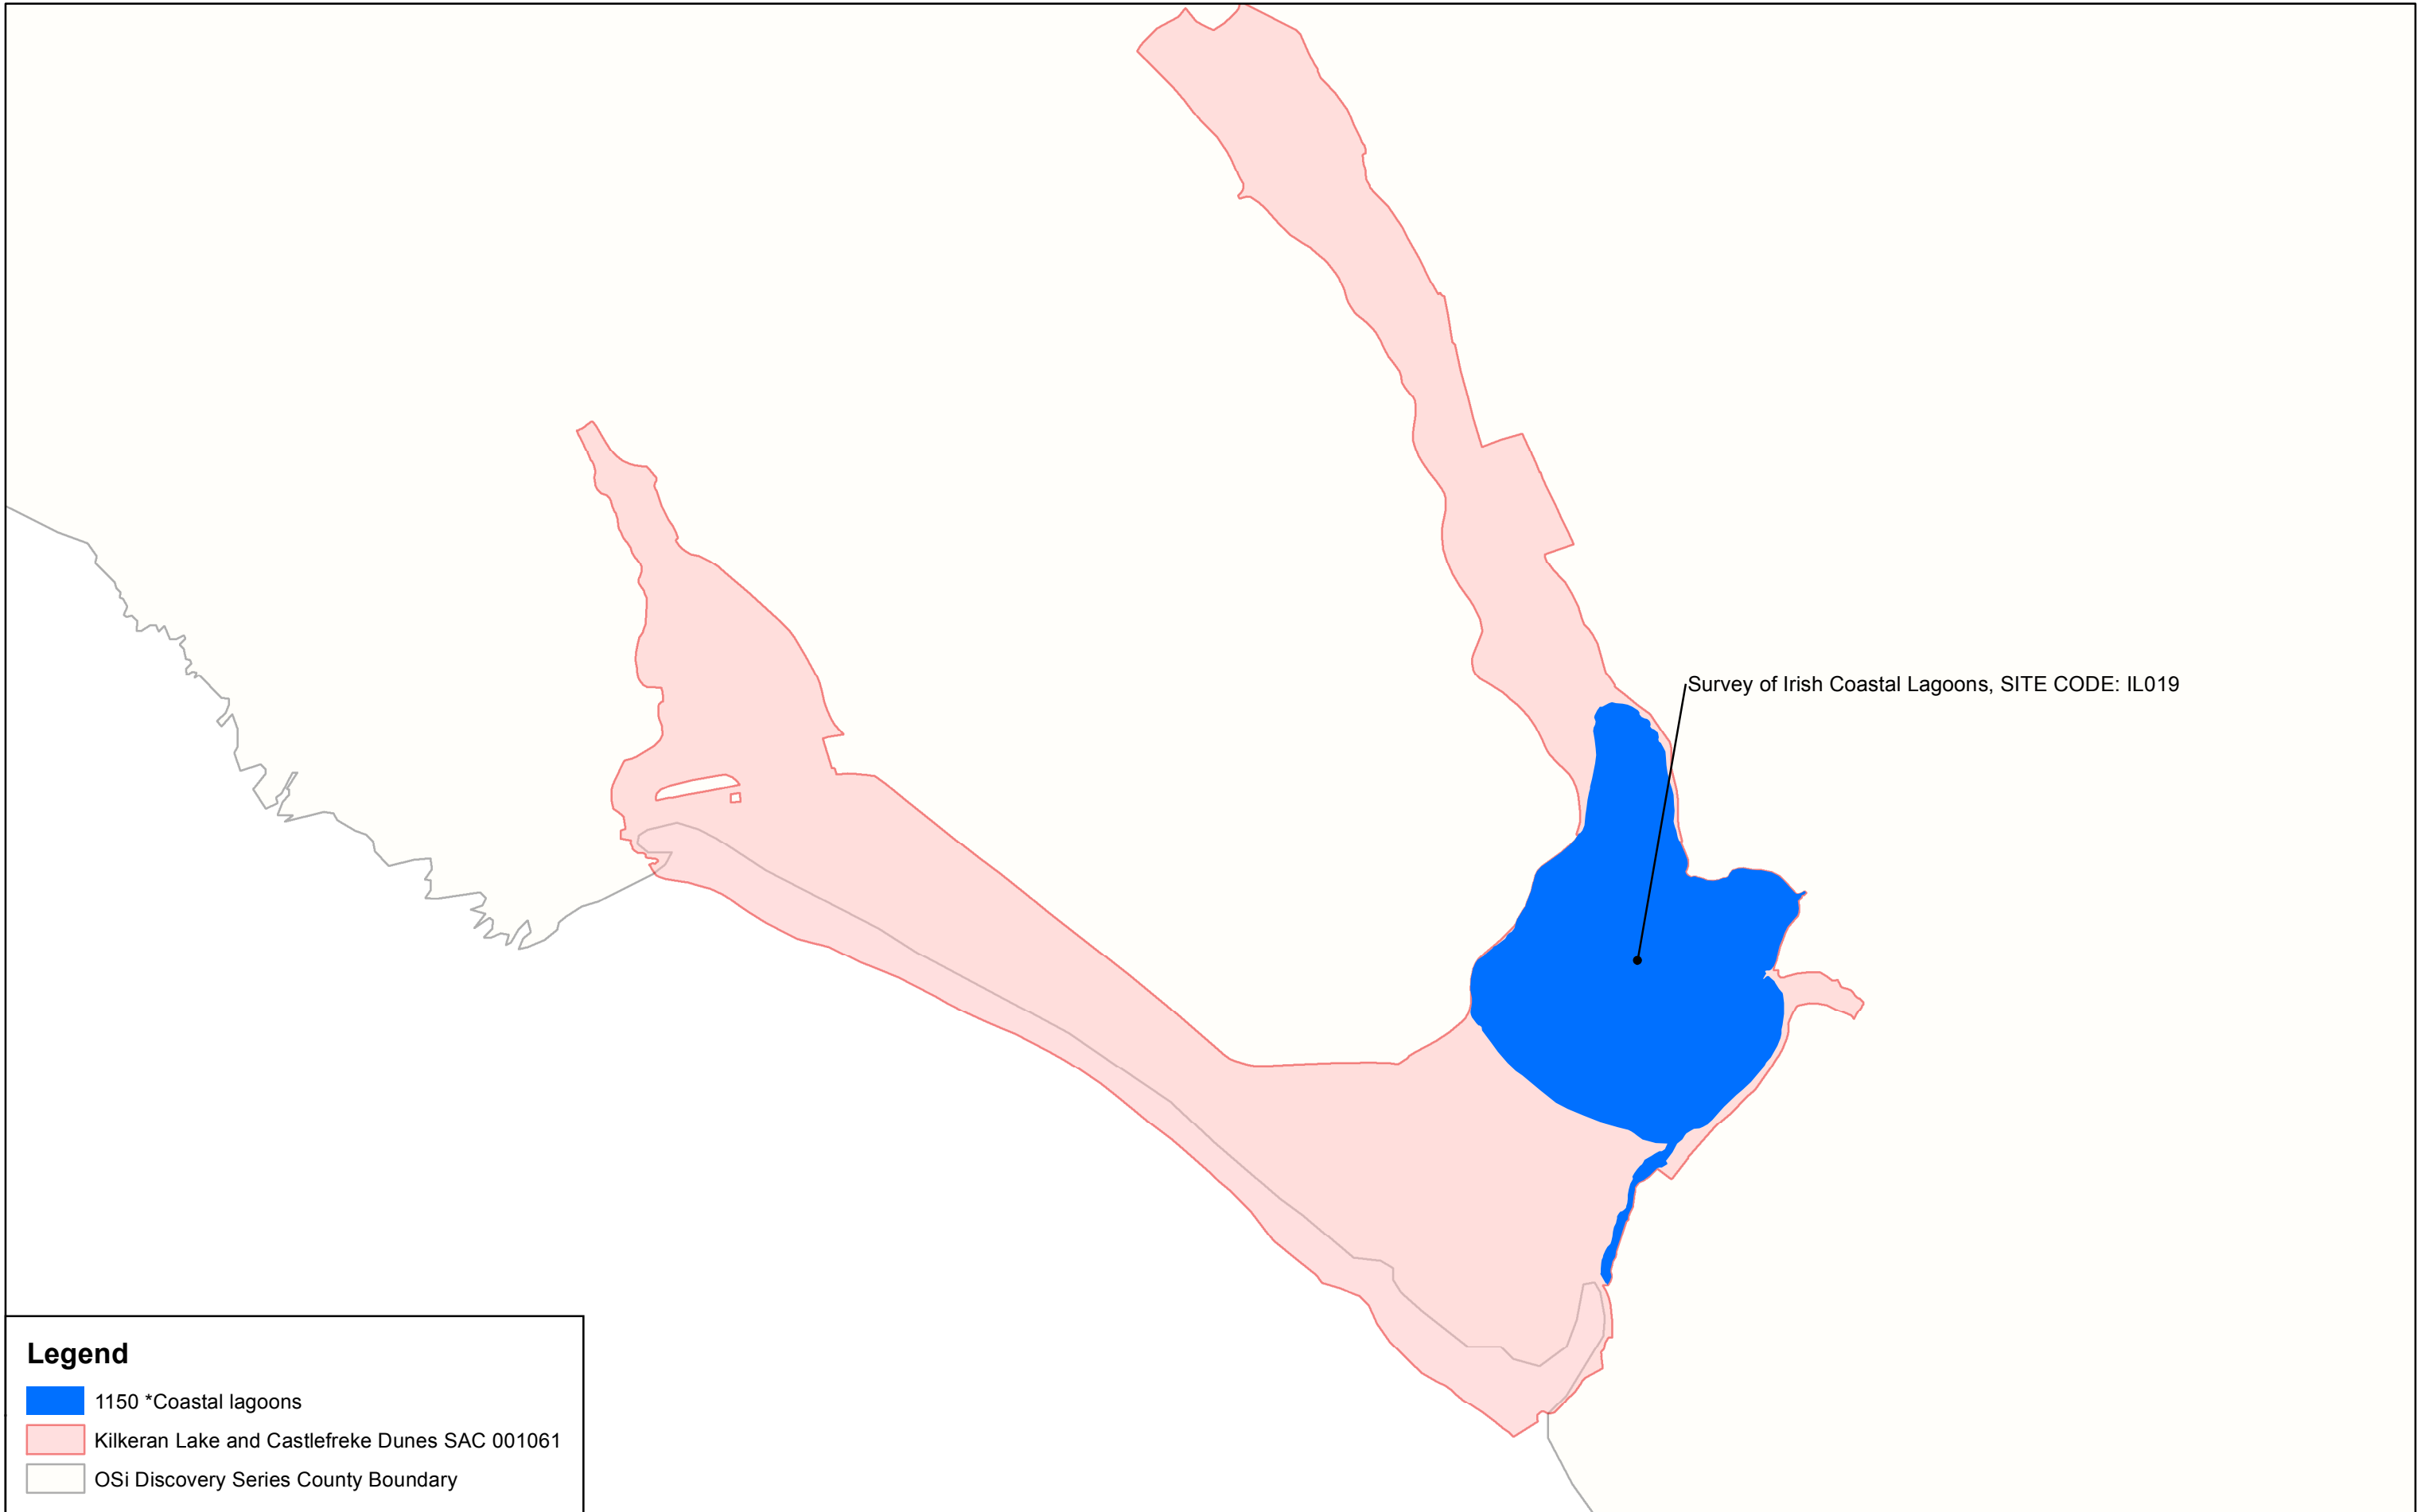 Survey of Irish Coastal Lagoons, SITE CODE: IL019
Legend
1150 *Coastal lagoons
Kilkeran Lake and Castlefreke Dunes SAC 001061
OSi Discovery Series County Boundary